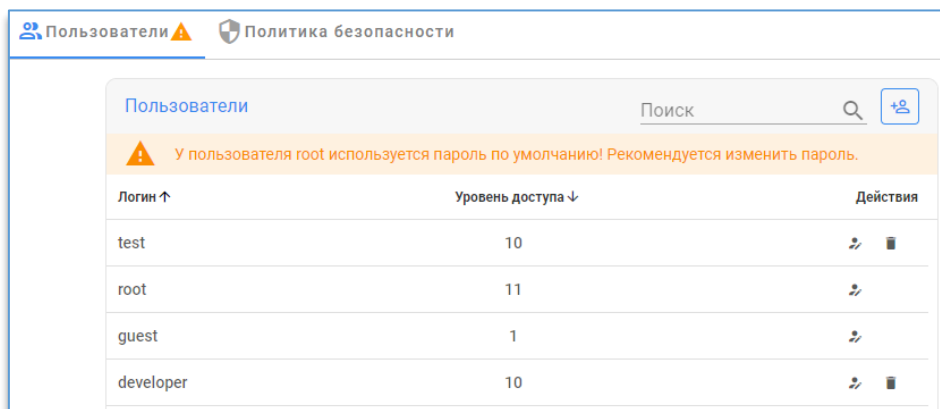 Пользователи Политика безопасности
Пользователи Поиск
У пользователя root используется пароль по умолчанию! Рекомендуется изменить пароль.
Логин↑ Уровень доступа↓ Действия
test 10
root 11
guest 1
developer 10